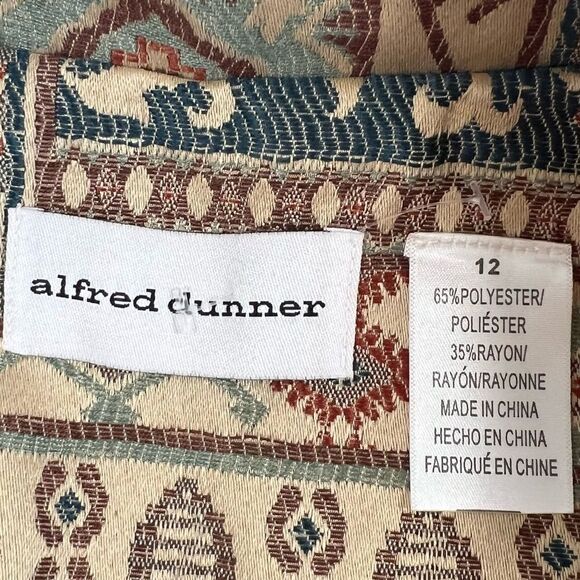 alfred dunner
12
65%POLYESTER/
POLIÉSTER
35%RAYON/
RAYÓN/RAYONNE
MADE IN CHINA
HECHO EN CHINA
FABRIQUÉ EN CHINE